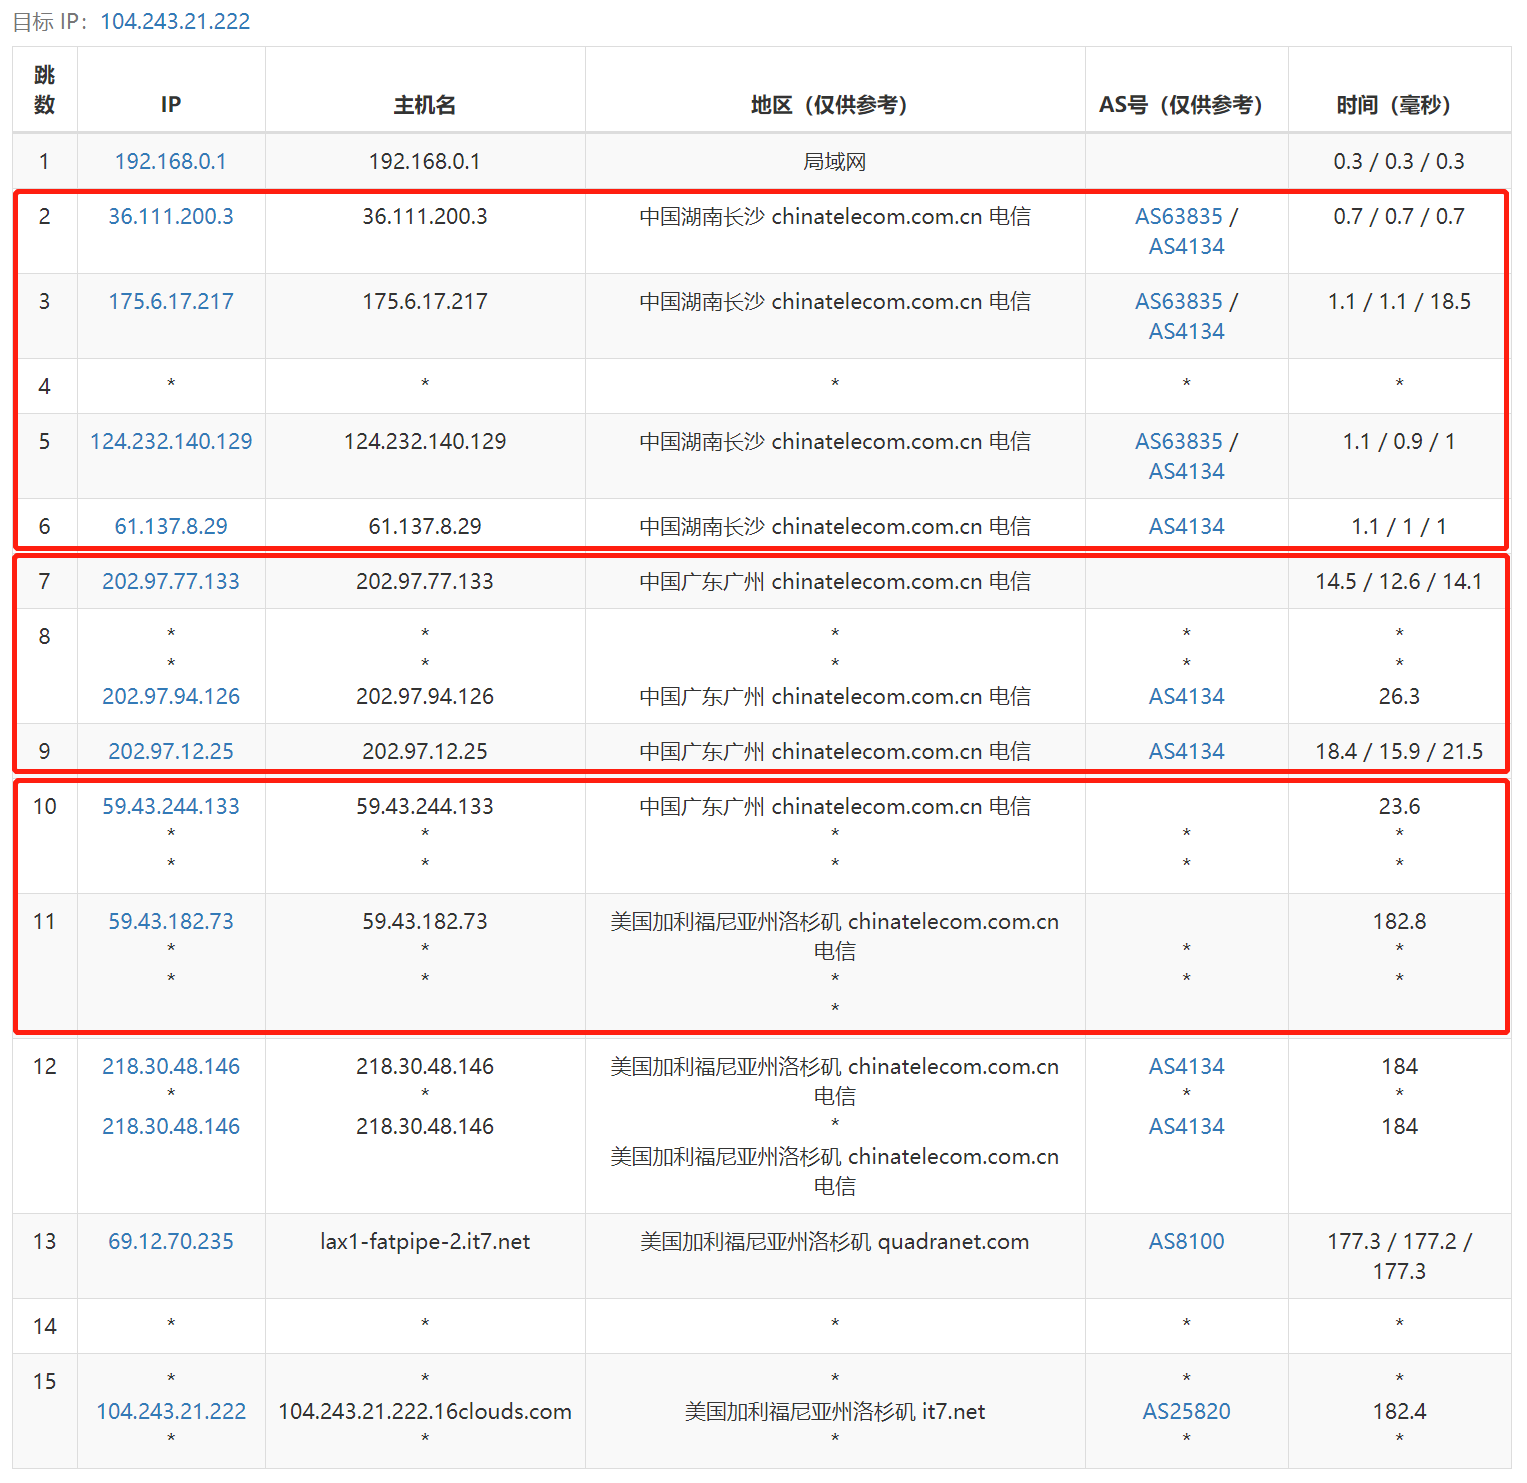 目标 IP：104.243.21.222
跳数 IP 主机名 地区（仅供参考） AS号（仅供参考） 时间（毫秒）
1 192.168.0.1 192.168.0.1 局域网 0.3 / 0.3 / 0.3
2 36.111.200.3 36.111.200.3 中国湖南长沙 chinatelecom.com.cn 电信 AS63835 / 0.7 / 0.7 / 0.7
AS4134
3 175.6.17.217 175.6.17.217 中国湖南长沙 chinatelecom.com.cn 电信 AS63835 / 1.1 / 1.1 / 18.5
AS4134
4 * * * * *
5 124.232.140.129 124.232.140.129 中国湖南长沙 chinatelecom.com.cn 电信 AS63835 / 1.1 / 0.9 / 1
AS4134
6 61.137.8.29 61.137.8.29 中国湖南长沙 chinatelecom.com.cn 电信 AS4134 1.1 / 1 / 1
7 202.97.77.133 202.97.77.133 中国广东广州 chinatelecom.com.cn 电信 14.5 / 12.6 / 14.1
8 * * * * *
* * * * *
202.97.94.126 202.97.94.126 中国广东广州 chinatelecom.com.cn 电信 AS4134 26.3
9 202.97.12.25 202.97.12.25 中国广东广州 chinatelecom.com.cn 电信 AS4134 18.4 / 15.9 / 21.5
10 59.43.244.133 59.43.244.133 中国广东广州 chinatelecom.com.cn 电信 23.6
* * * * *
* * * * *
11 59.43.182.73 59.43.182.73 美国加利福尼亚州洛杉矶 chinatelecom.com.cn 182.8
* * 电信 * *
* * * * *
*
12 218.30.48.146 218.30.48.146 美国加利福尼亚州洛杉矶 chinatelecom.com.cn AS4134 184
* * 电信 * *
218.30.48.146 218.30.48.146 * AS4134 184
美国加利福尼亚州洛杉矶 chinatelecom.com.cn
电信
13 69.12.70.235 lax1-fatpipe-2.it7.net 美国加利福尼亚州洛杉矶 quadranet.com AS8100 177.3 / 177.2 /
177.3
14 * * * * *
15 * * * * *
104.243.21.222 104.243.21.222.16clouds.com 美国加利福尼亚州洛杉矶 it7.net AS25820 182.4
* * * * *